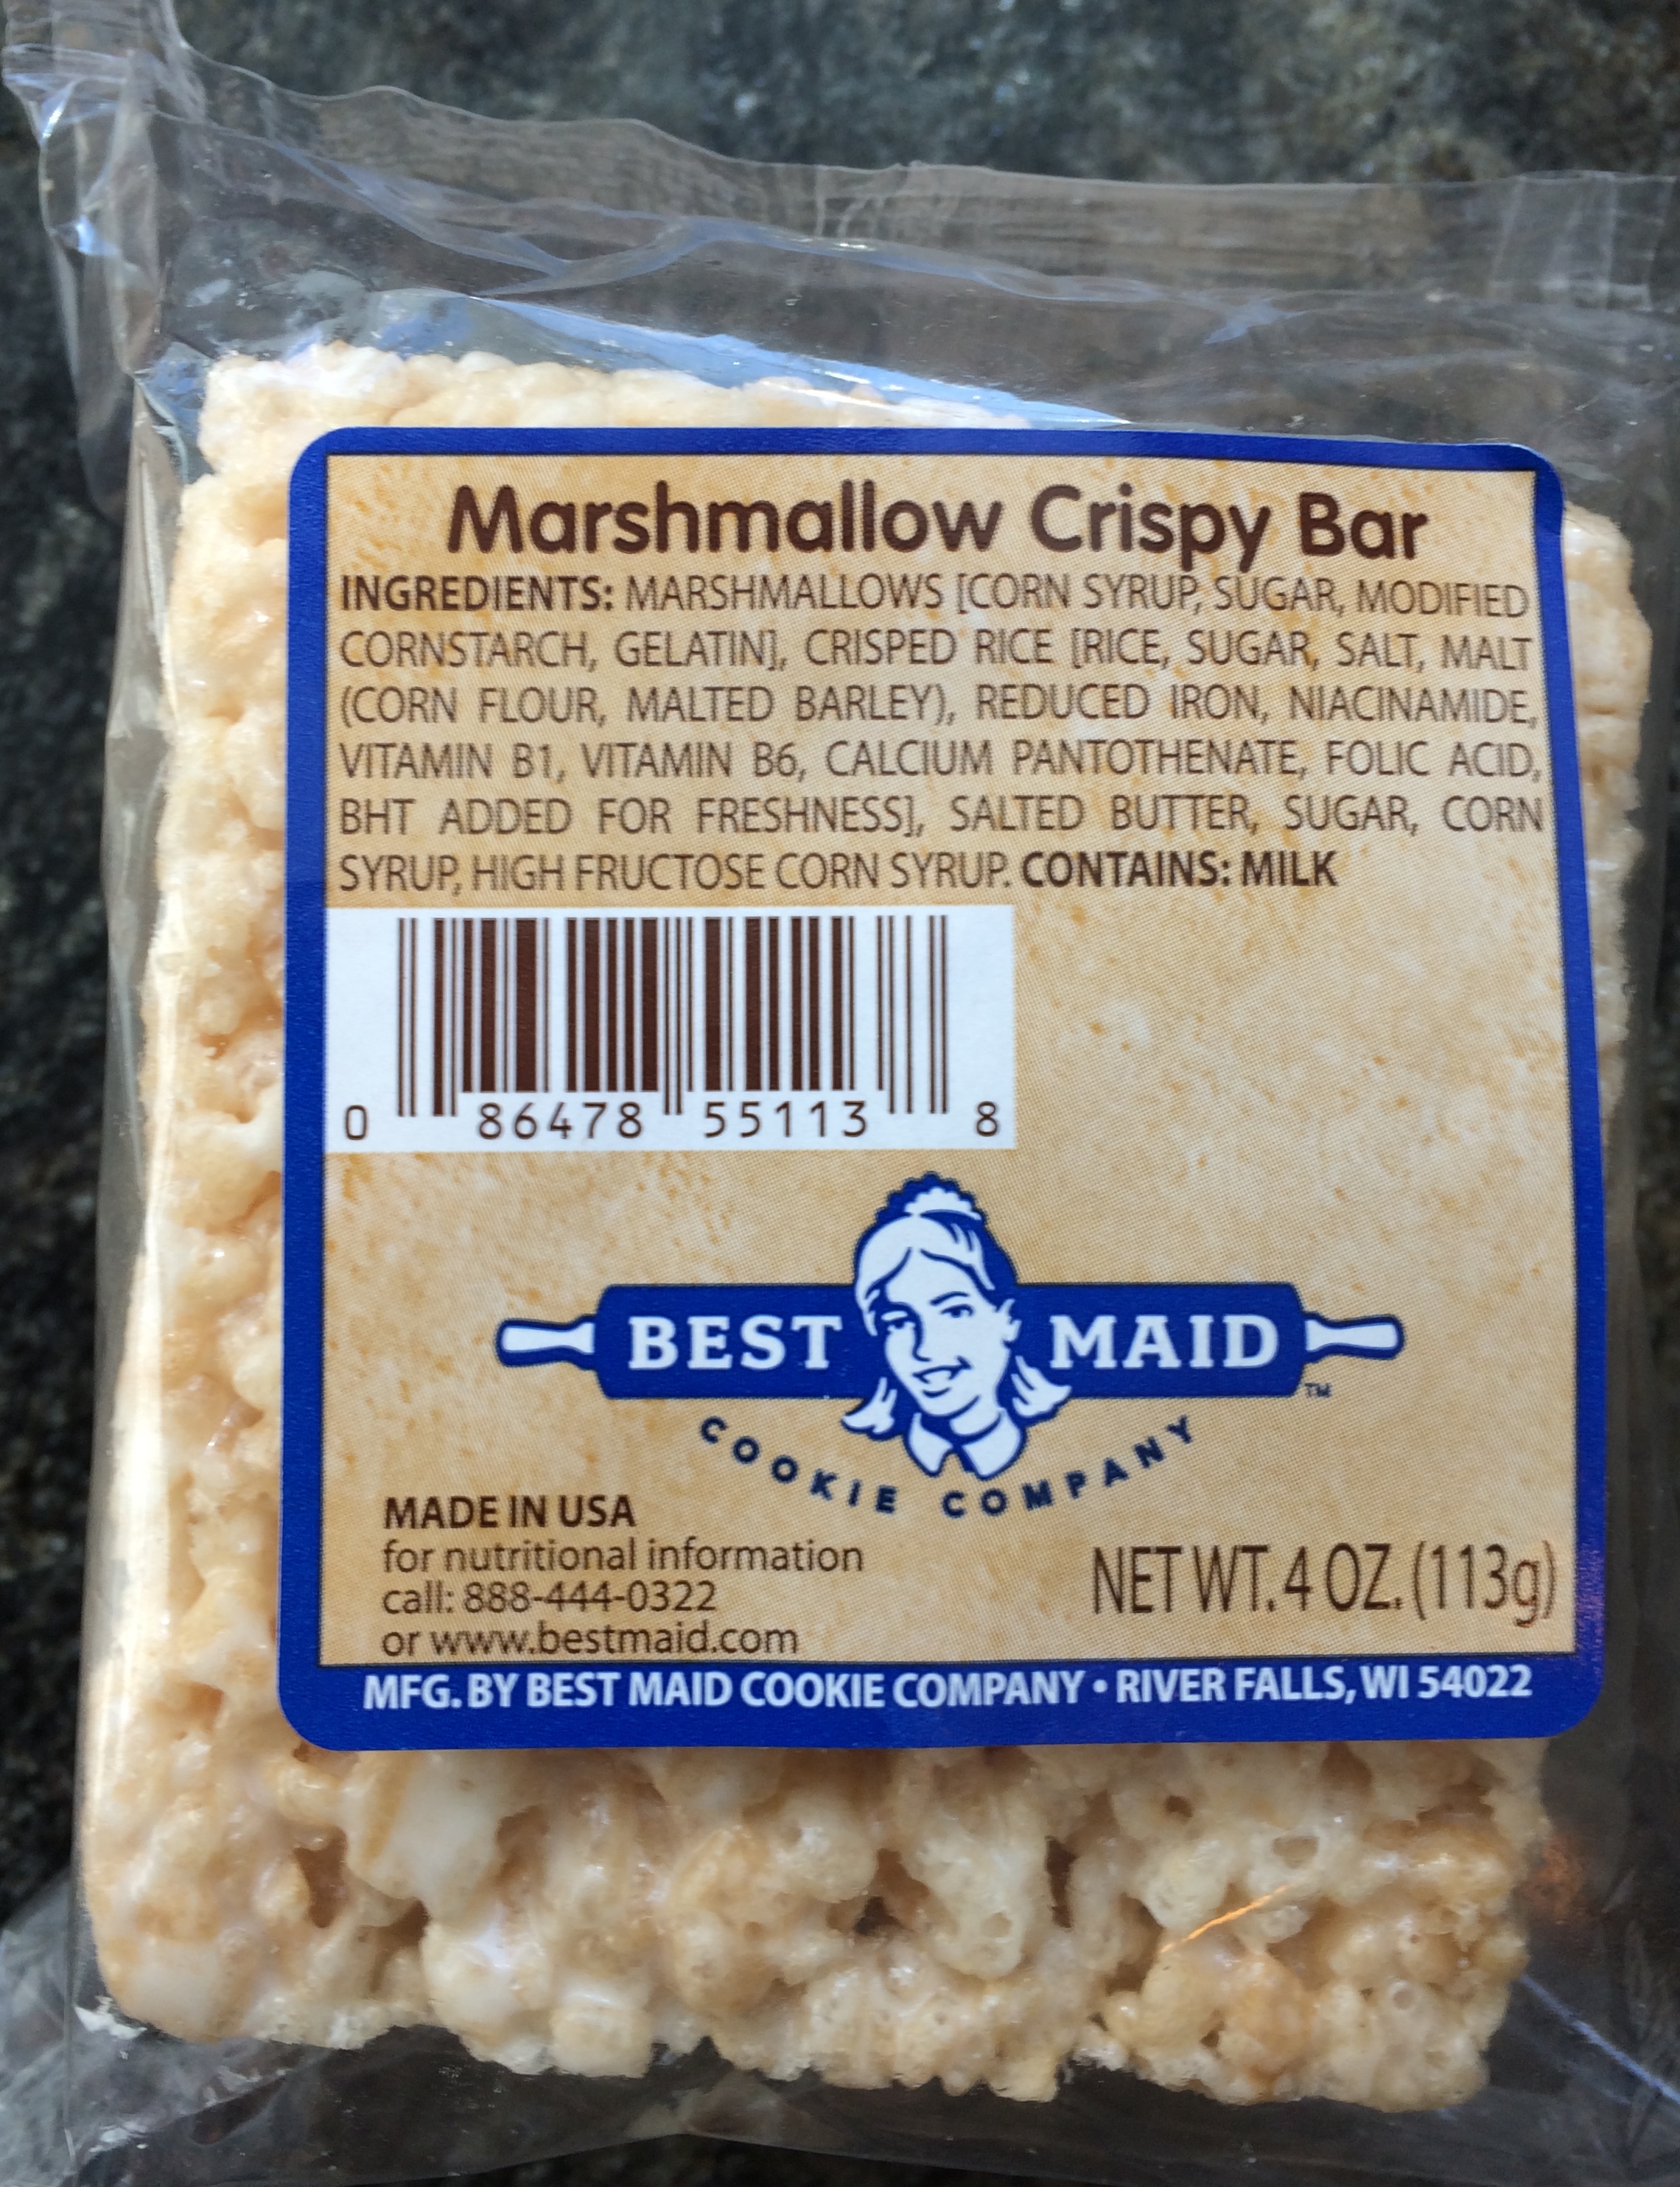 Marshmallow Crispy Bar
INGREDIENTS: MARSHMALLOWS [CORN SYRUP, SUGAR, MODIFIED
CORNSTARCH, GELATIN], CRISPED RICE [RICE, SUGAR, SALT, MALT
(CORN FLOUR, MALTED BARLEY), REDUCED IRON, NIACINAMIDE,
VITAMIN B1, VITAMIN B6, CALCIUM PANTOTHENATE, FOLIC ACID,
BHT ADDED FOR FRESHNESS], SALTED BUTTER, SUGAR, CORN
SYRUP, HIGH FRUCTOSE CORN SYRUP. CONTAINS: MILK
0 86478 55113 8
BEST MAID ™
COOKIE COMPANY
MADE IN USA
for nutritional information
call: 888-444-0322
or www.bestmaid.com
NET WT. 4 OZ. (113g)
MFG. BY BEST MAID COOKIE COMPANY • RIVER FALLS, WI 54022